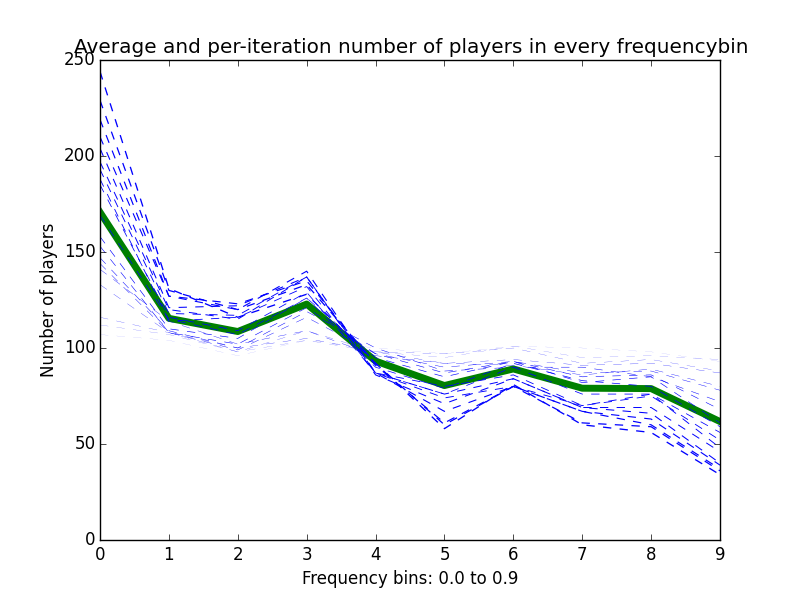 Average and per-iteration number of players in every frequencybin
250
200
150
100
50
0
Number of players
0 1 2 3 4 5 6 7 8 9
Frequency bins: 0.0 to 0.9